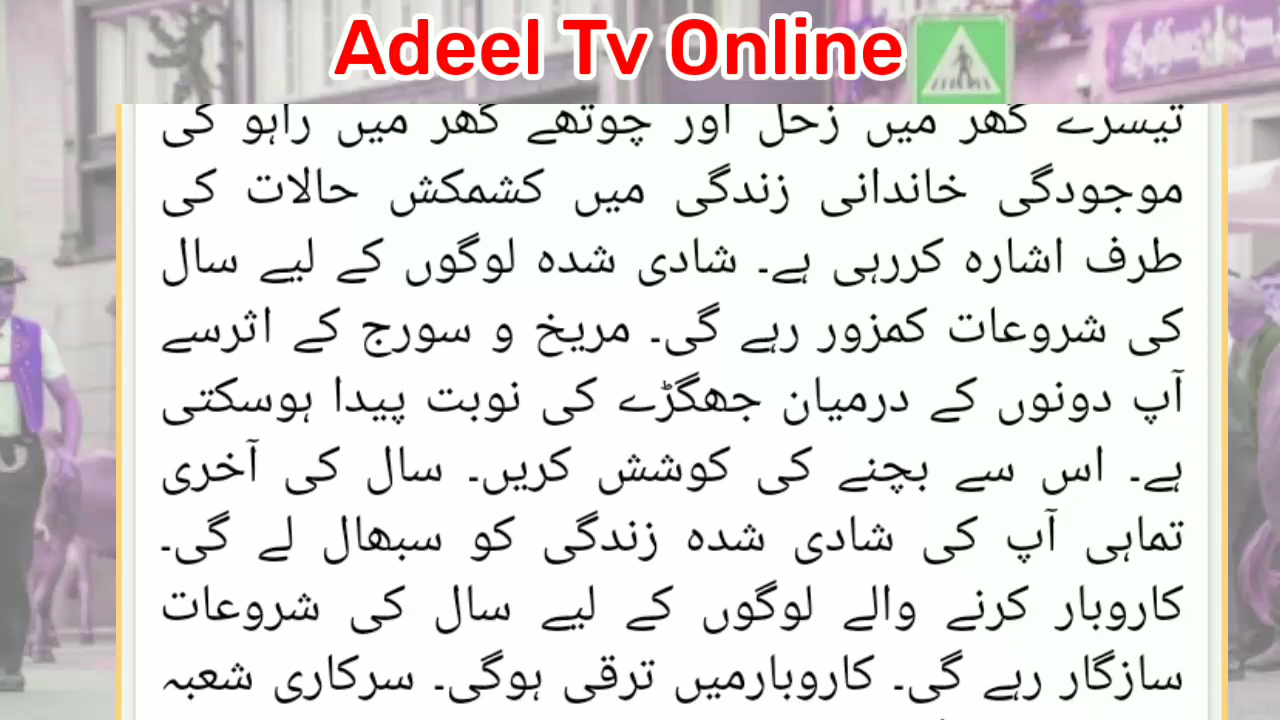 Adeel Tv Online
تیسرے گھر میں زحل اور چوتھے گھر میں راہو کی
موجودگی خاندانی زندگی میں کشمکش حالات کی
طرف اشارہ کررہی ہے۔ شادی شدہ لوگوں کے لیے سال
کی شروعات کمزور رہے گی۔ مریخ و سورج کے اثرسے
آپ دونوں کے درمیان جھگڑے کی نوبت پیدا ہوسکتی
ہے۔ اس سے بچنے کی کوشش کریں۔ سال کی آخری
تماہی آپ کی شادی شدہ زندگی کو سبھال لے گی۔
کاروبار کرنے والے لوگوں کے لیے سال کی شروعات
سازگار رہے گی۔ کاروبارمیں ترقی ہوگی۔ سرکاری شعبہ